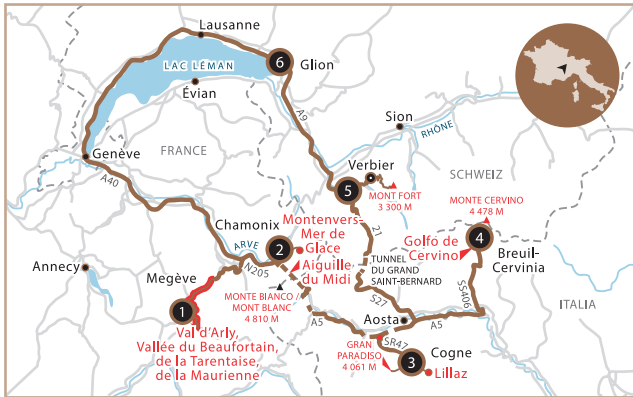 Lausanne
6
Glion
LAC LÉMAN
Évian
A9
Sion
RHÔNE
Genève
FRANCE
Verbier
SCHWEIZ
A40
5
MONT FORT
3 300 M
MONTE CERVINO
4 478 M
Chamonix
Montenvers-
Mer de
Glace
21
4
Golfo de
Cervino
ARVE
2
Breuil-
Cervinia
Annecy
N205
Aiguille
du Midi
TUNNEL
DU GRAND
SAINT-BERNARD
Megève
SS406
S27
MONTE BIANCO /
MONT BLANC
4 810 M
ITALIA
1
A5
Aosta
A5
Val d'Arly,
Vallée du Beaufortain,
de la Tarentaise,
de la Maurienne
SR47
GRAN
PARADISO
4 061 M
Cogne
3
Lillaz